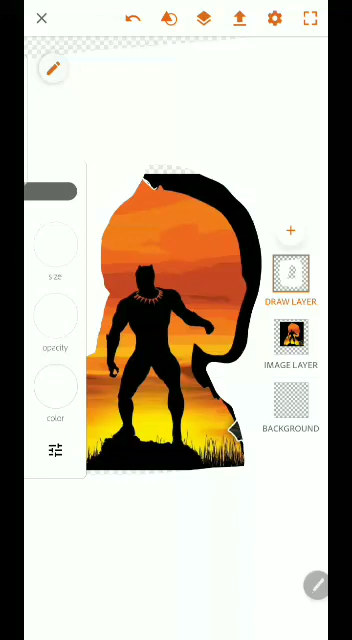 size
opacity
color
DRAW LAYER
IMAGE LAYER
BACKGROUND